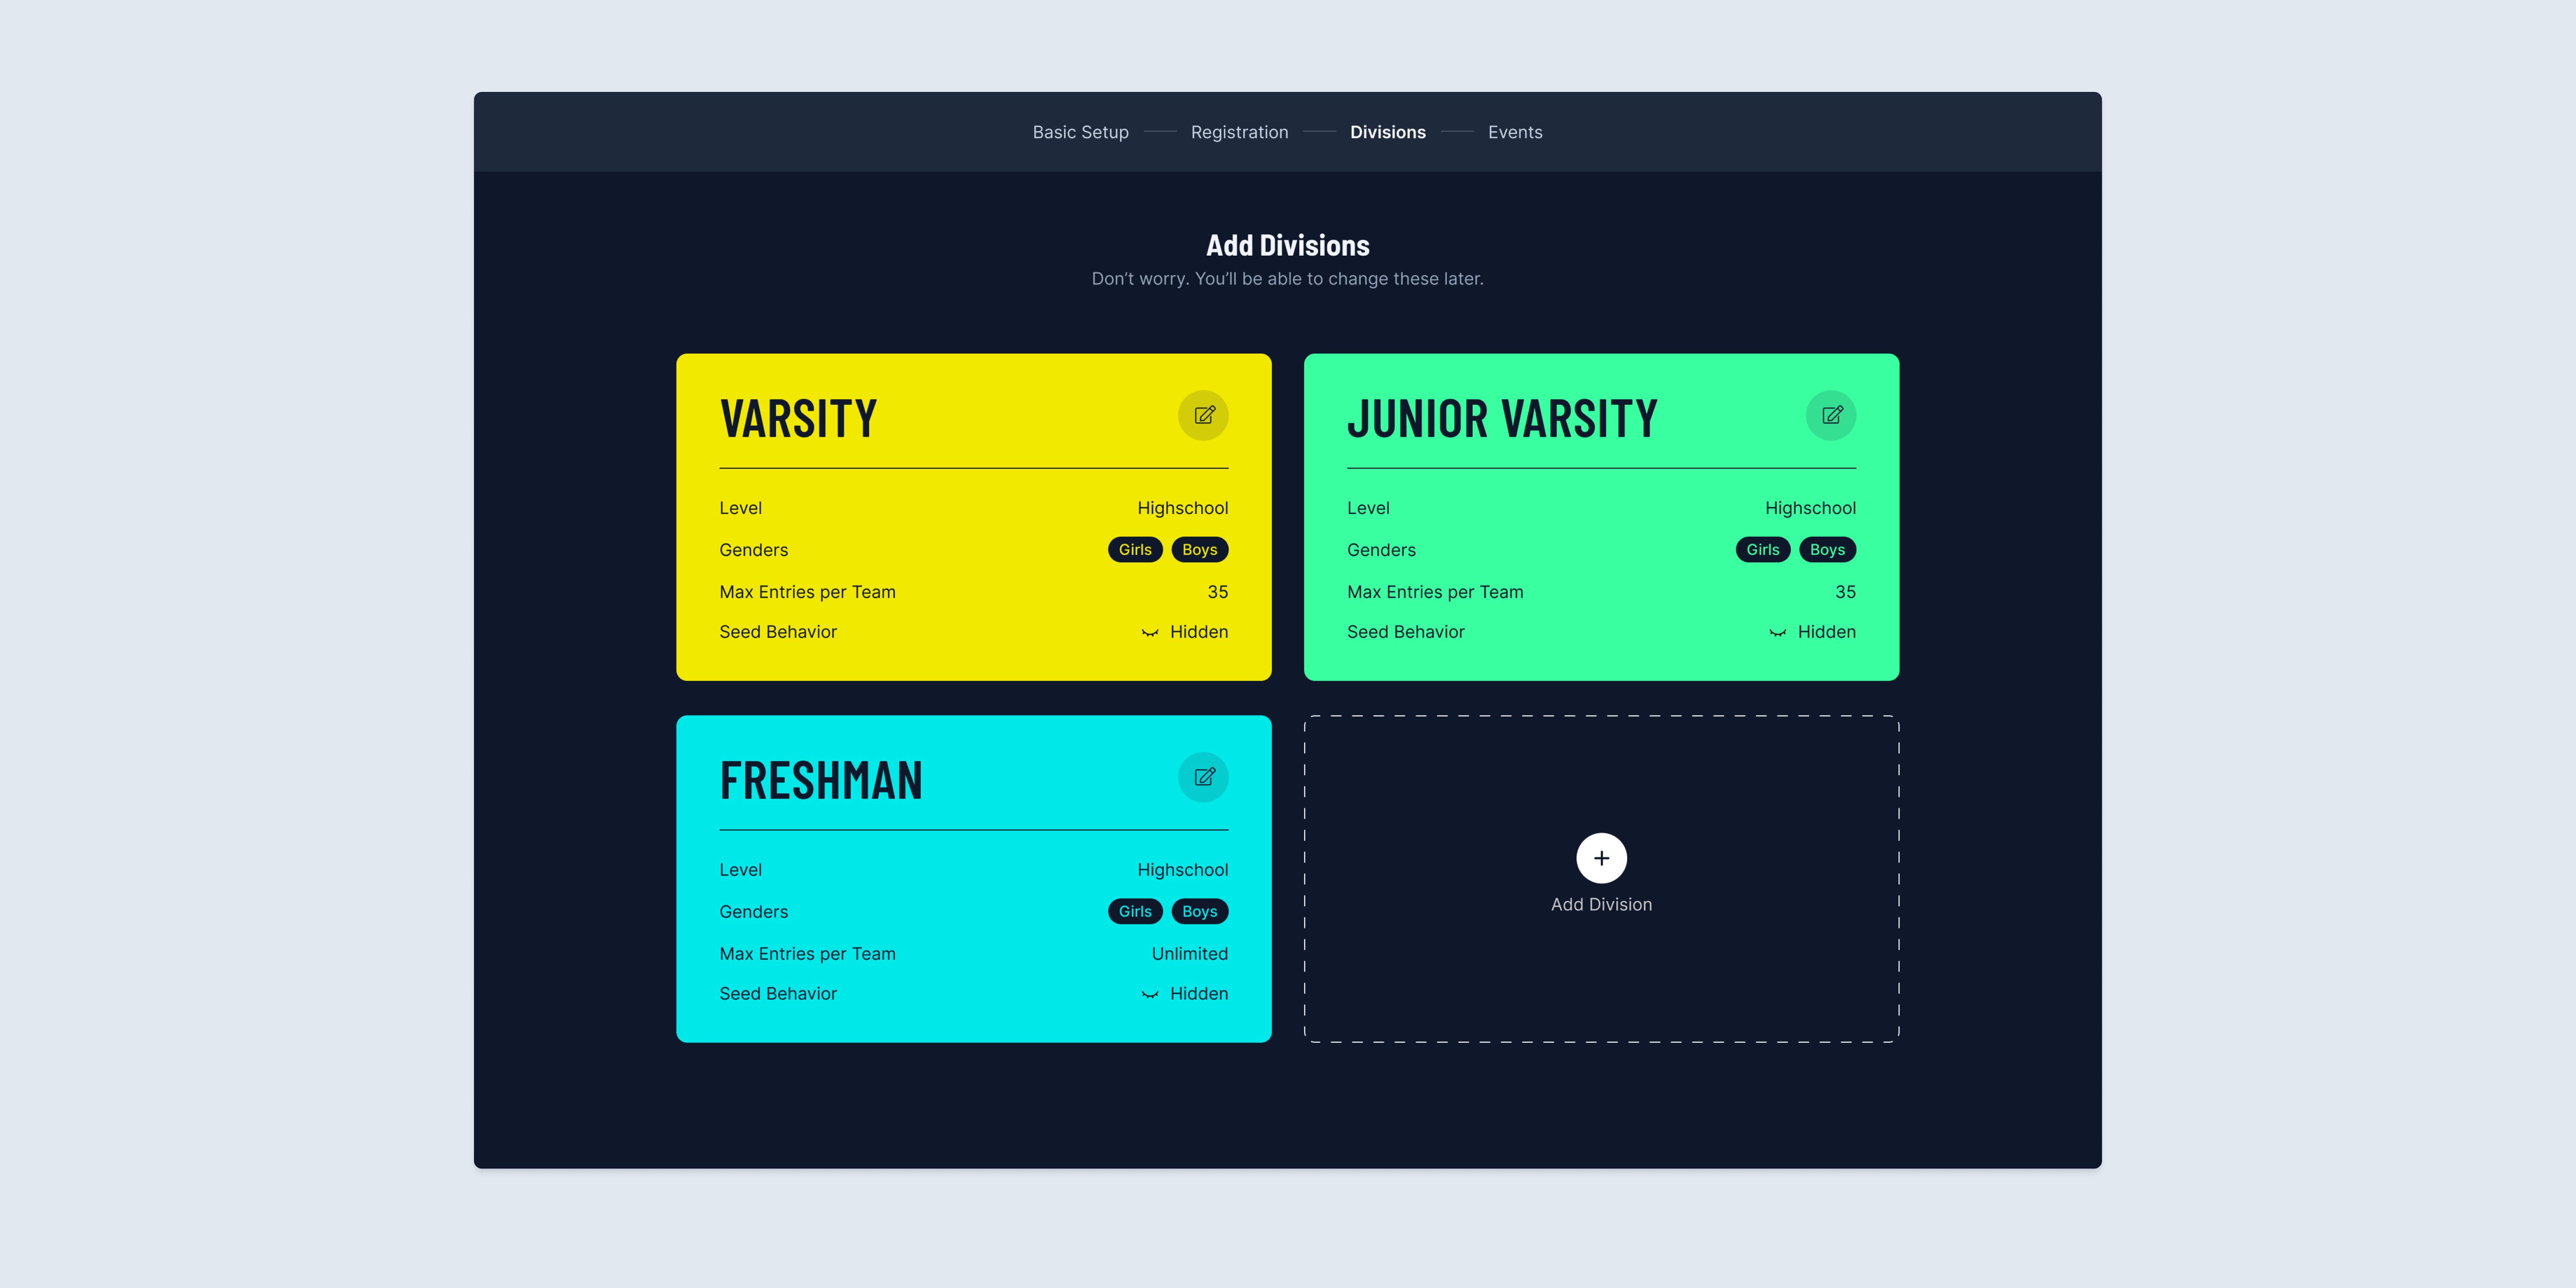 Basic Setup Registration Divisions Events
Add Divisions
Don’t worry. You’ll be able to change these later.
VARSITY
Level Highschool
Genders Girls Boys
Max Entries per Team 35
Seed Behavior Hidden
JUNIOR VARSITY
Level Highschool
Genders Girls Boys
Max Entries per Team 35
Seed Behavior Hidden
FRESHMAN
Level Highschool
Genders Girls Boys
Max Entries per Team Unlimited
Seed Behavior Hidden
Add Division